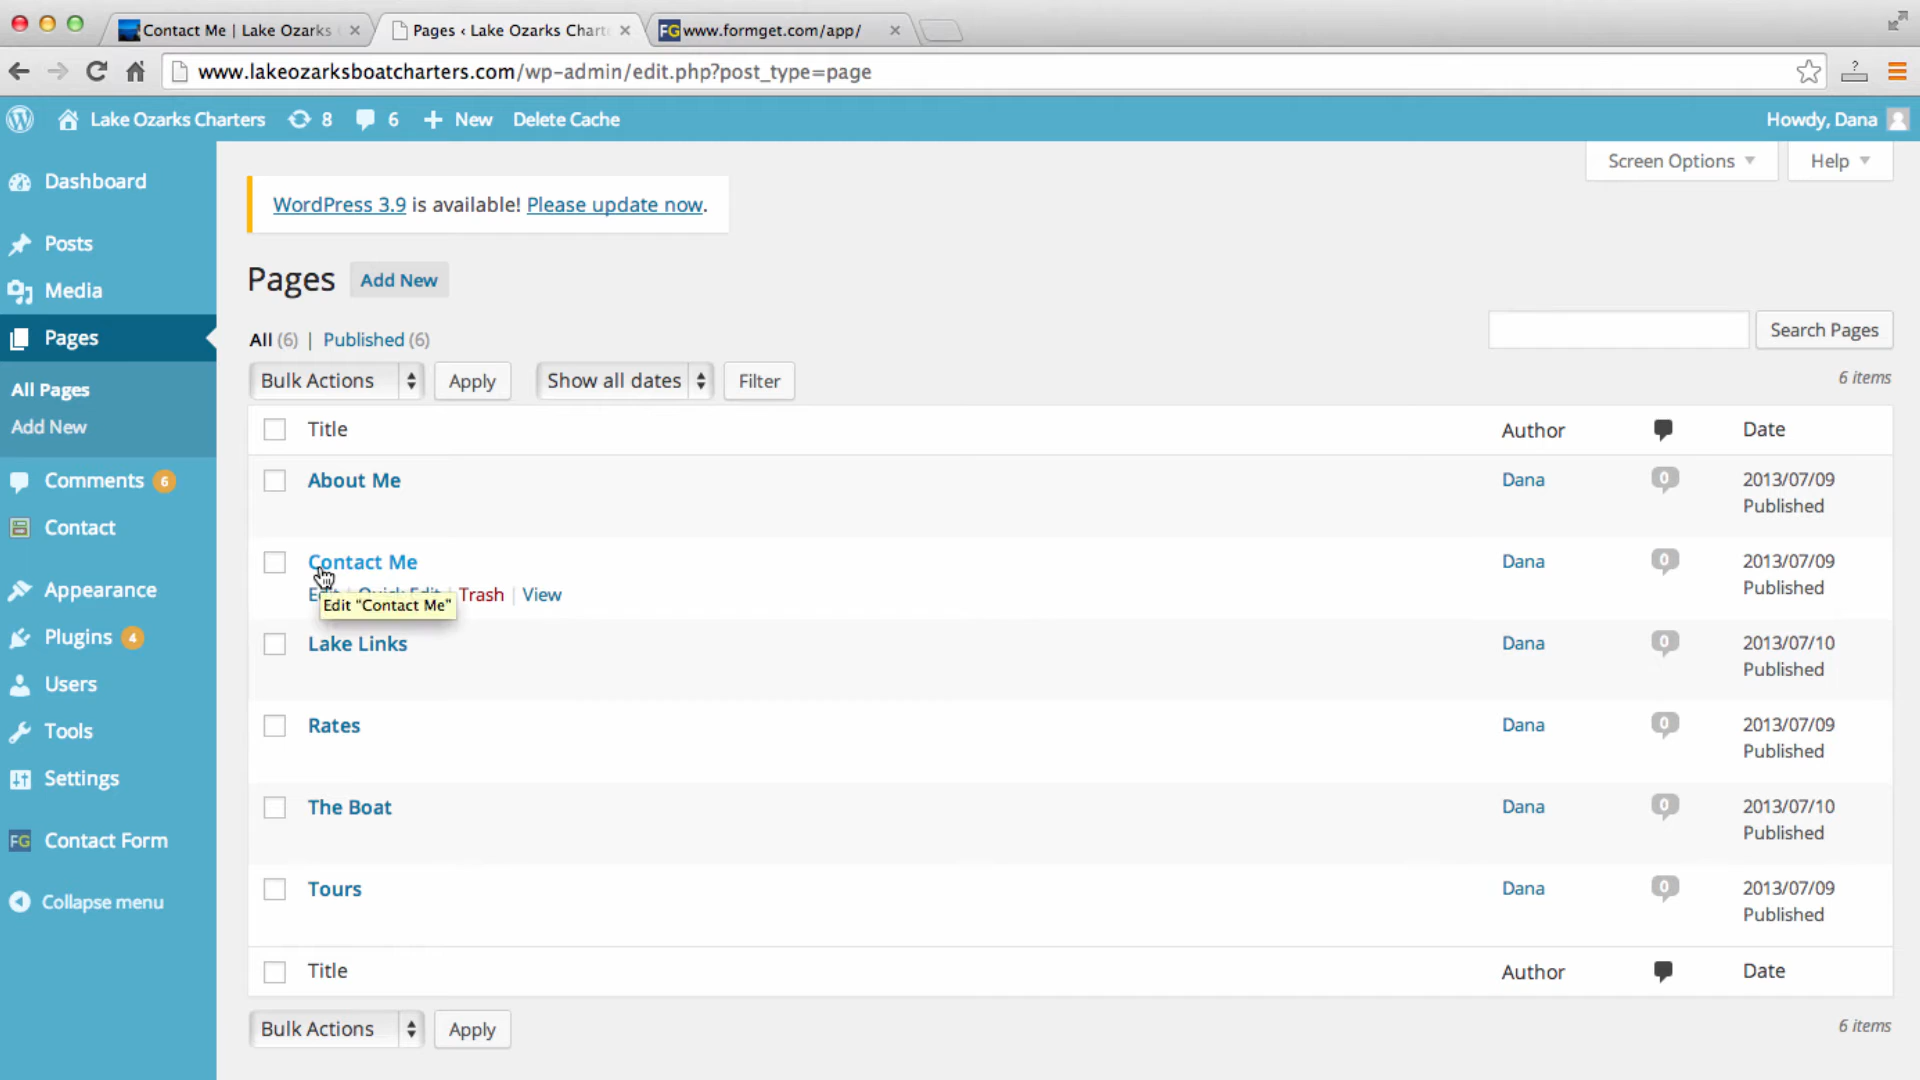 Contact Me | Lake Ozarks
Pages ‹ Lake Ozarks Chart
FG www.formget.com/app/
www.lakeozarksboatcharters.com/wp-admin/edit.php?post_type=page
Lake Ozarks Charters 8 6 + New Delete Cache Howdy, Dana
Screen Options Help
Dashboard
WordPress 3.9 is available! Please update now.
Posts
Media
Pages
All Pages
Add New
Comments 6
Contact
Appearance
Plugins 4
Users
Tools
Settings
FG Contact Form
Collapse menu
Pages Add New
All (6) | Published (6)
Search Pages
Bulk Actions Apply Show all dates Filter 6 items
Title Author Date
About Me Dana 0 2013/07/09
Published
Contact Me Dana 0 2013/07/09
Published
Edit | Quick Edit | Trash | View
Edit "Contact Me"
Lake Links Dana 0 2013/07/10
Published
Rates Dana 0 2013/07/09
Published
The Boat Dana 0 2013/07/10
Published
Tours Dana 0 2013/07/09
Published
Title Author Date
Bulk Actions Apply 6 items